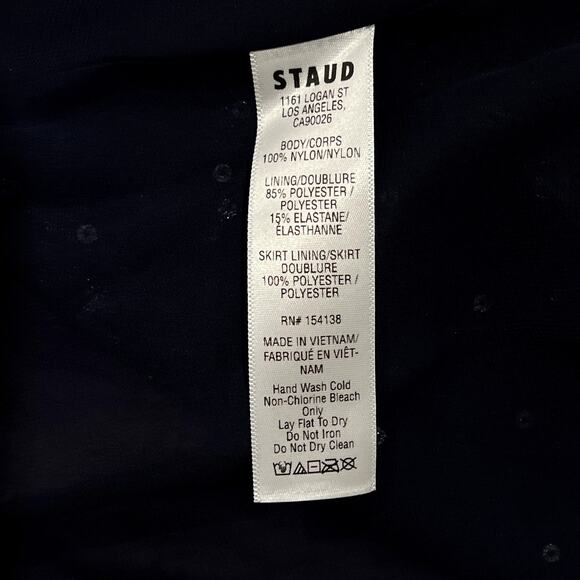 STAUD
1161 LOGAN ST
LOS ANGELES,
CA90026
BODY/CORPS
100% NYLON/NYLON
LINING/DOUBLURE
85% POLYESTER /
POLYESTER
15% ELASTANE/
ÉLASTHANNE
SKIRT LINING/SKIRT
DOUBLURE
100% POLYESTER /
POLYESTER
RN# 154138
MADE IN VIETNAM/
FABRIQUÉ EN VIÊT-
NAM
Hand Wash Cold
Non-Chlorine Bleach
Only
Lay Flat To Dry
Do Not Iron
Do Not Dry Clean